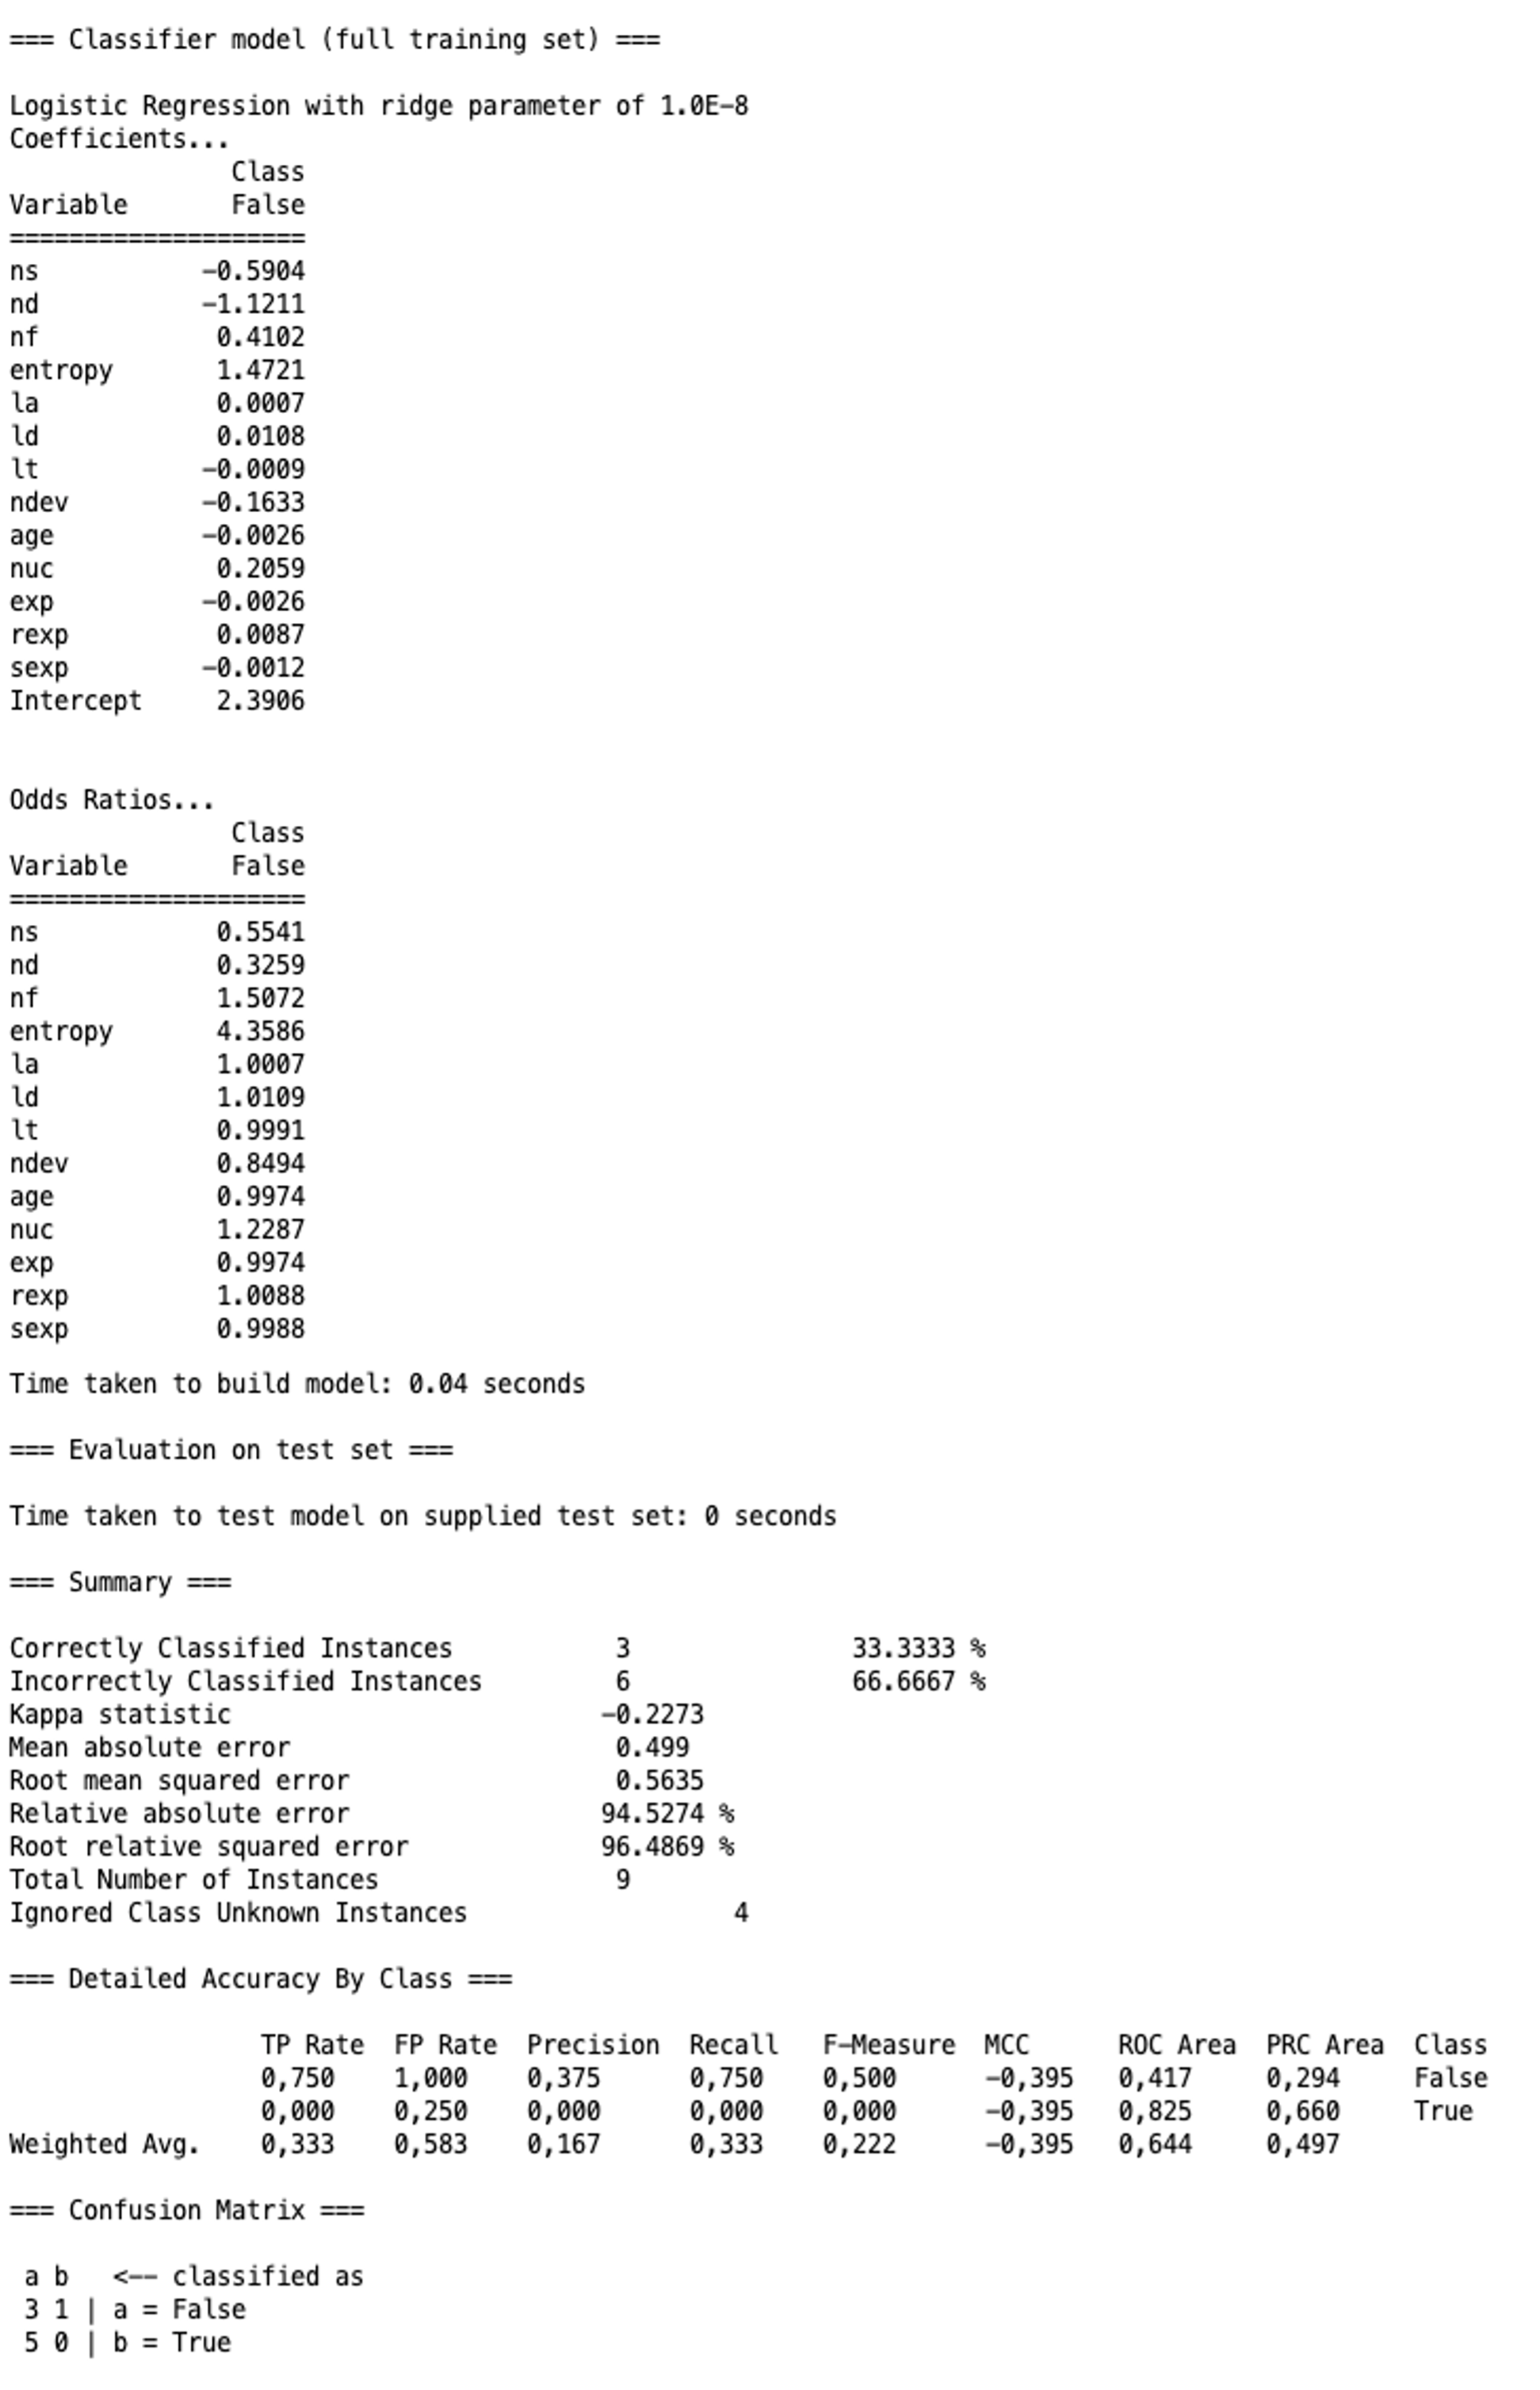 === Classifier model (full training set) ===
Logistic Regression with ridge parameter of 1.0E-8
Coefficients...
Class
Variable False
====================
ns -0.5904
nd -1.1211
nf 0.4102
entropy 1.4721
la 0.0007
ld 0.0108
lt -0.0009
ndev -0.1633
age -0.0026
nuc 0.2059
exp -0.0026
rexp 0.0087
sexp -0.0012
Intercept 2.3906
Odds Ratios...
Class
Variable False
====================
ns 0.5541
nd 0.3259
nf 1.5072
entropy 4.3586
la 1.0007
ld 1.0109
lt 0.9991
ndev 0.8494
age 0.9974
nuc 1.2287
exp 0.9974
rexp 1.0088
sexp 0.9988
Time taken to build model: 0.04 seconds
=== Evaluation on test set ===
Time taken to test model on supplied test set: 0 seconds
=== Summary ===
Correctly Classified Instances 3 33.3333 %
Incorrectly Classified Instances 6 66.6667 %
Kappa statistic -0.2273
Mean absolute error 0.499
Root mean squared error 0.5635
Relative absolute error 94.5274 %
Root relative squared error 96.4869 %
Total Number of Instances 9
Ignored Class Unknown Instances 4
=== Detailed Accuracy By Class ===
TP Rate FP Rate Precision Recall F-Measure MCC ROC Area PRC Area Class
0,750 1,000 0,375 0,750 0,500 -0,395 0,417 0,294 False
0,000 0,250 0,000 0,000 0,000 -0,395 0,825 0,660 True
Weighted Avg. 0,333 0,583 0,167 0,333 0,222 -0,395 0,644 0,497
=== Confusion Matrix ===
a b <-- classified as
3 1 | a = False
5 0 | b = True